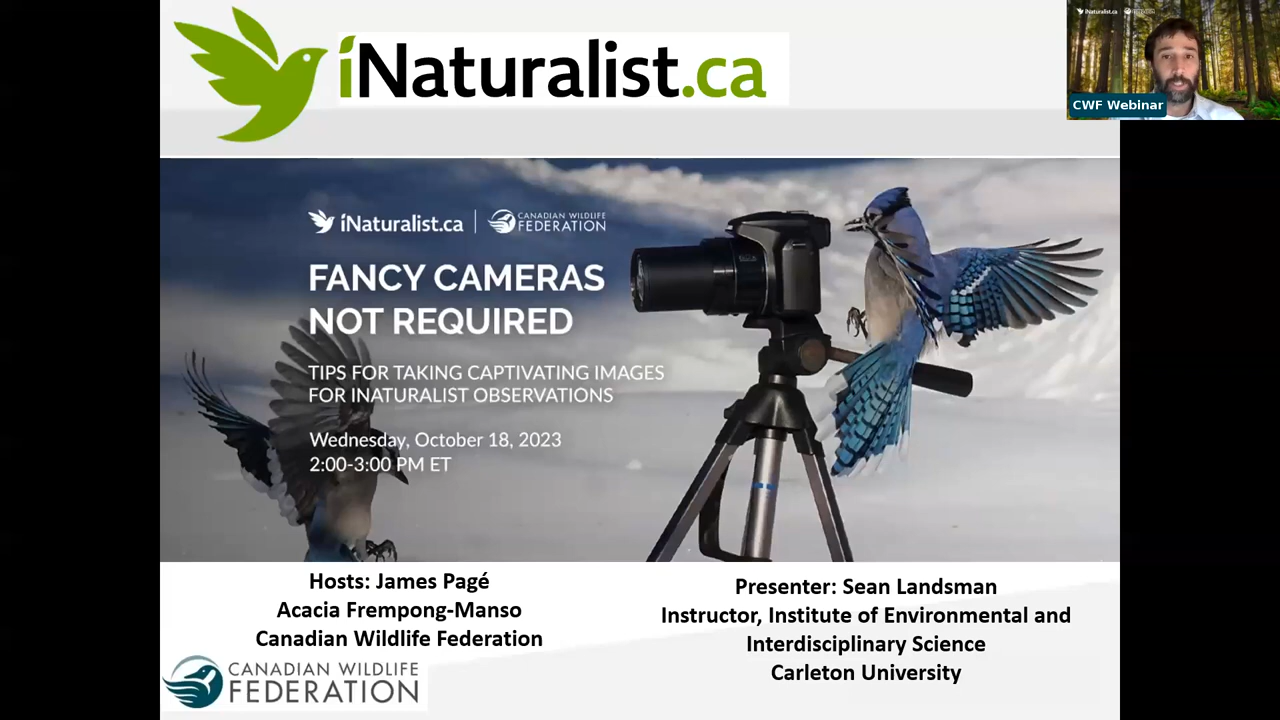 iNaturalist.ca
CWF Webinar
iNaturalist.ca
CANADIAN WILDLIFE
FEDERATION
FANCY CAMERAS
NOT REQUIRED
TIPS FOR TAKING CAPTIVATING IMAGES
FOR INATURALIST OBSERVATIONS
Wednesday, October 18, 2023
2:00-3:00 PM ET
Hosts: James Pagé
Acacia Frempong-Manso
Canadian Wildlife Federation
Presenter: Sean Landsman
Instructor, Institute of Environmental and
Interdisciplinary Science
Carleton University
CANADIAN WILDLIFE
FEDERATION